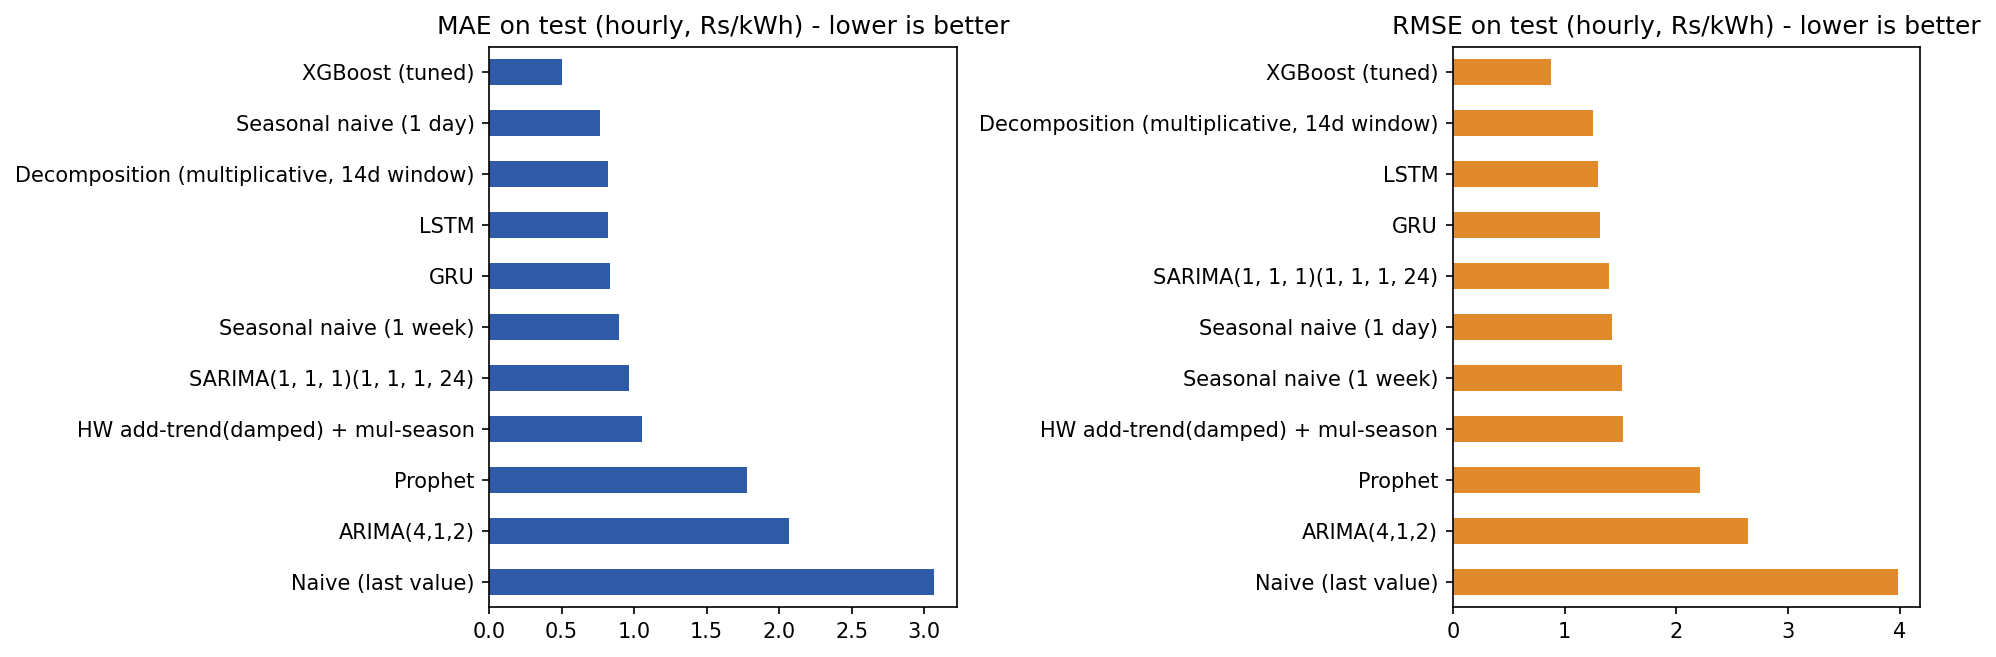 MAE on test (hourly, Rs/kWh) - lower is better
XGBoost (tuned)
Seasonal naive (1 day)
Decomposition (multiplicative, 14d window)
LSTM
GRU
Seasonal naive (1 week)
SARIMA(1, 1, 1)(1, 1, 1, 24)
HW add-trend(damped) + mul-season
Prophet
ARIMA(4,1,2)
Naive (last value)
0.0 0.5 1.0 1.5 2.0 2.5 3.0
RMSE on test (hourly, Rs/kWh) - lower is better
XGBoost (tuned)
Decomposition (multiplicative, 14d window)
LSTM
GRU
SARIMA(1, 1, 1)(1, 1, 1, 24)
Seasonal naive (1 day)
Seasonal naive (1 week)
HW add-trend(damped) + mul-season
Prophet
ARIMA(4,1,2)
Naive (last value)
0 1 2 3 4